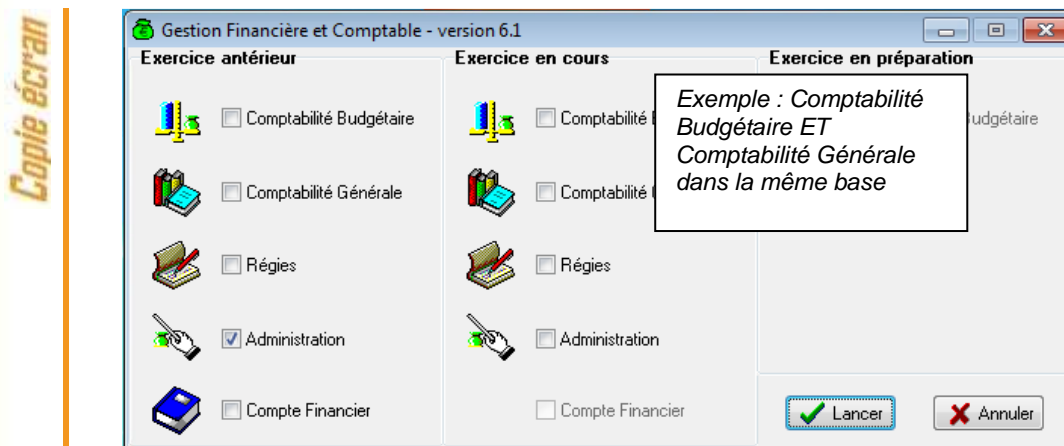 Copie écran
Gestion Financière et Comptable - version 6.1
Exercice antérieur
Comptabilité Budgétaire
Comptabilité Générale
Régies
Administration
Compte Financier
Exercice en cours
Comptabilité
Comptabilité
Régies
Administration
Compte Financier
Exercice en préparation
udgétaire
Exemple : Comptabilité
Budgétaire ET
Comptabilité Générale
dans la même base
Lancer
Annuler